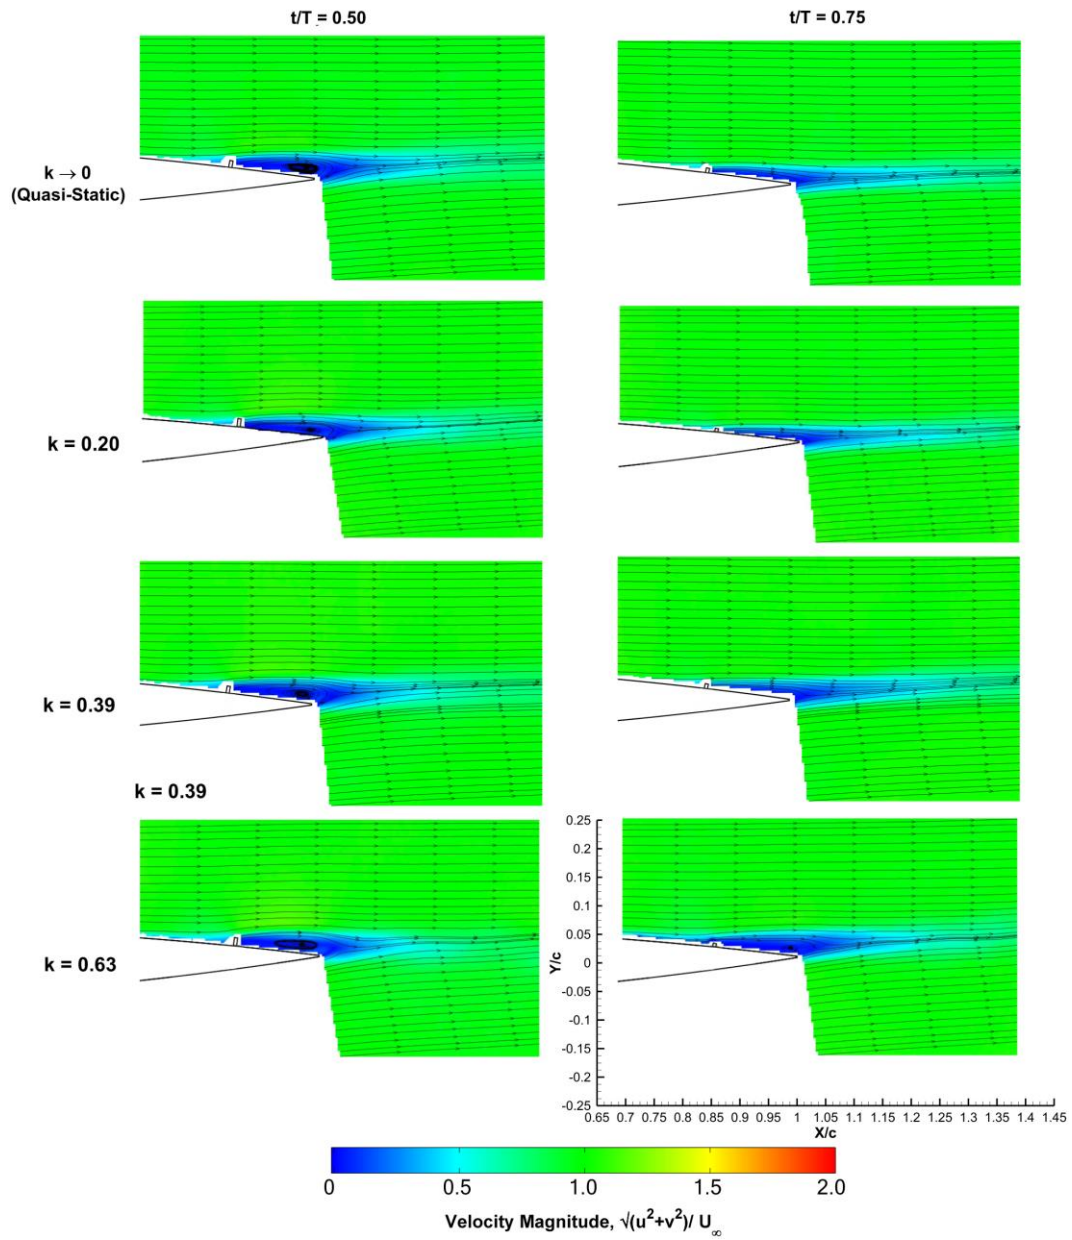 t/T = 0.50
t/T = 0.75
k → 0
(Quasi-Static)
k = 0.20
k = 0.39
k = 0.39
k = 0.63
0.25
0.2
0.15
0.1
0.05
0
-0.05
-0.1
-0.15
-0.2
-0.25
Y/c
0.65 0.7 0.75 0.8 0.85 0.9 0.95 1 1.05 1.1 1.15 1.2 1.25 1.3 1.35 1.4 1.45
X/c
0 0.5 1.0 1.5 2.0
Velocity Magnitude, √(u²+v²)/ U∞